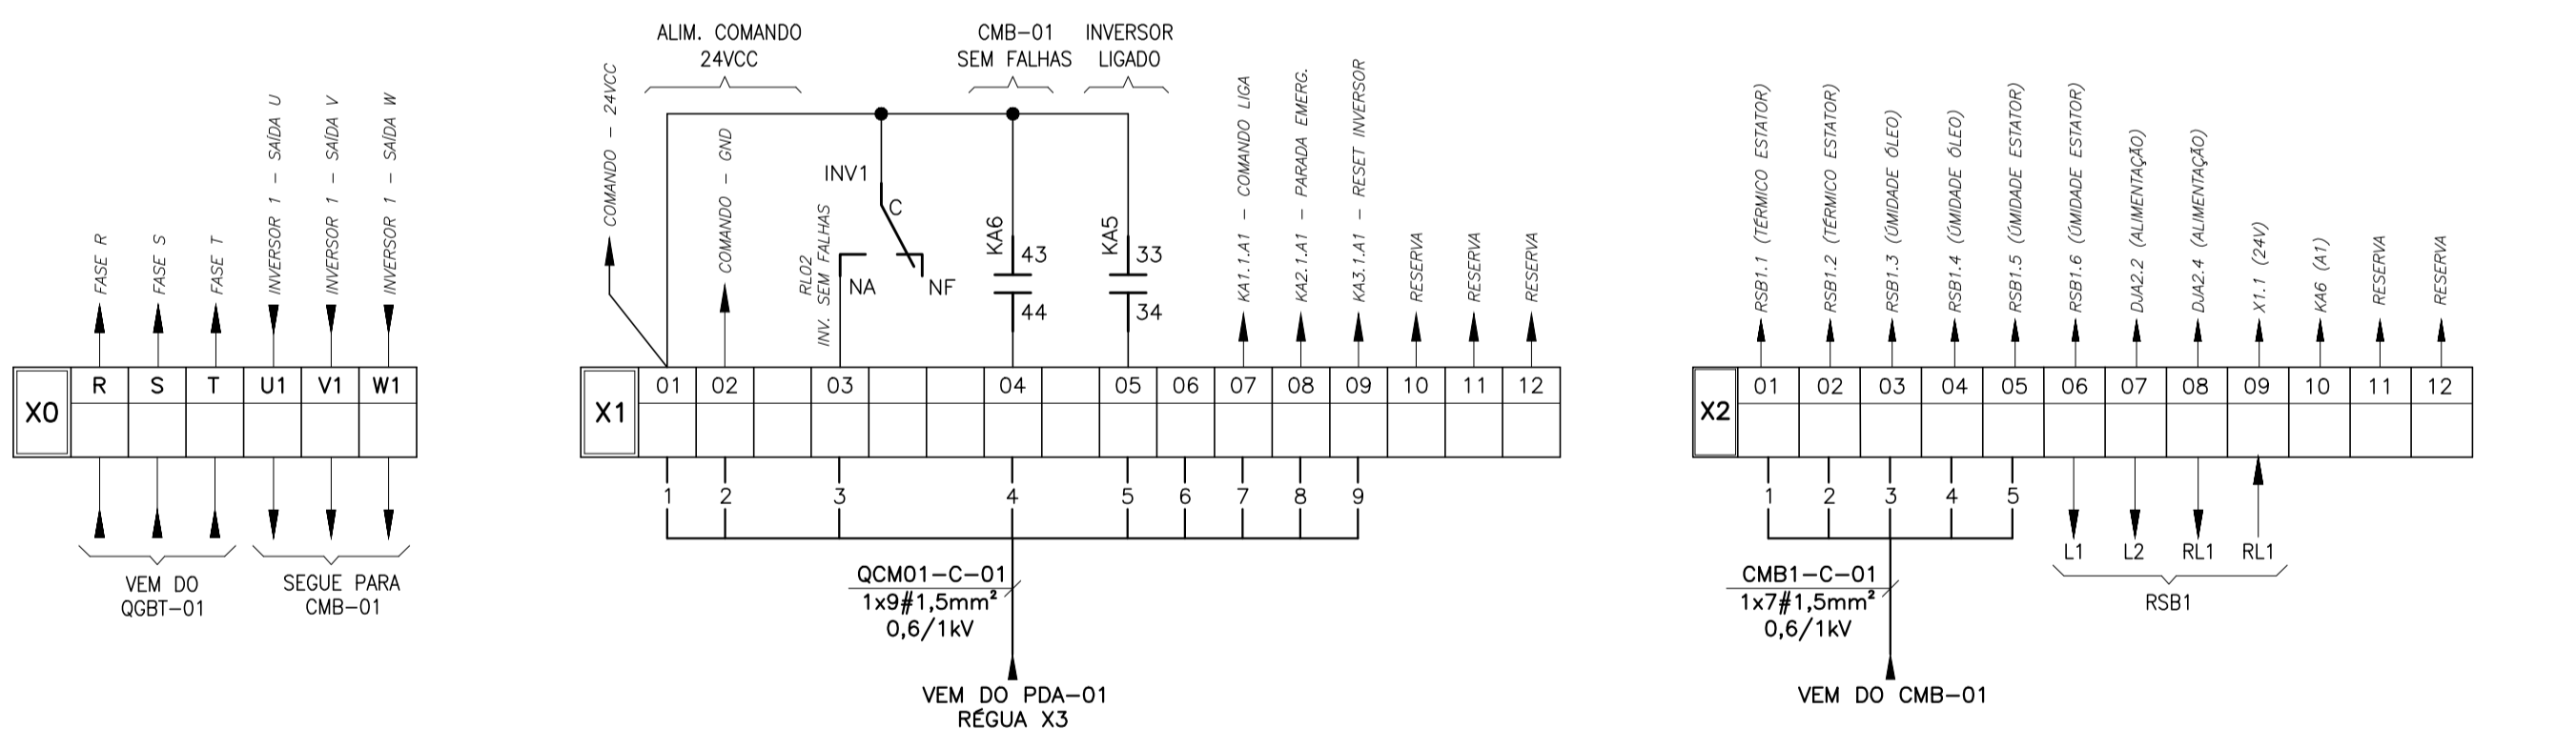 FASE R
FASE S
FASE T
INVERSOR 1 - SAÍDA U
INVERSOR 1 - SAÍDA V
INVERSOR 1 - SAÍDA W
X0
R
S
T
U1
V1
W1
VEM DO
QGBT-01
SEGUE PARA
CMB-01
ALIM. COMANDO
24VCC
CMB-01
SEM FALHAS
INVERSOR
LIGADO
COMANDO - 24VCC
COMANDO - GND
RL02
INV. SEM FALHAS
INV1
C
NA
NF
KA6
43
44
KA5
33
34
KA1.1.A1 - COMANDO LIGA
KA2.1.A1 - PARADA EMERG.
KA3.1.A1 - RESET INVERSOR
RESERVA
RESERVA
RESERVA
X1
01
02
03
04
05
06
07
08
09
10
11
12
1
2
3
4
5
6
7
8
9
QCM01-C-01
1x9#1,5mm²
0,6/1kV
VEM DO PDA-01
RÉGUA X3
RSB1.1 (TÉRMICO ESTATOR)
RSB1.2 (TÉRMICO ESTATOR)
RSB1.3 (ÚMIDADE ÓLEO)
RSB1.4 (ÚMIDADE ÓLEO)
RSB1.5 (ÚMIDADE ESTATOR)
RSB1.6 (ÚMIDADE ESTATOR)
DJA2.2 (ALIMENTAÇÃO)
DJA2.4 (ALIMENTAÇÃO)
X1.1 (24V)
KA6 (A1)
RESERVA
RESERVA
X2
01
02
03
04
05
06
07
08
09
10
11
12
1
2
3
4
5
L1
L2
RL1
RL1
RSB1
CMB1-C-01
1x7#1,5mm²
0,6/1kV
VEM DO CMB-01